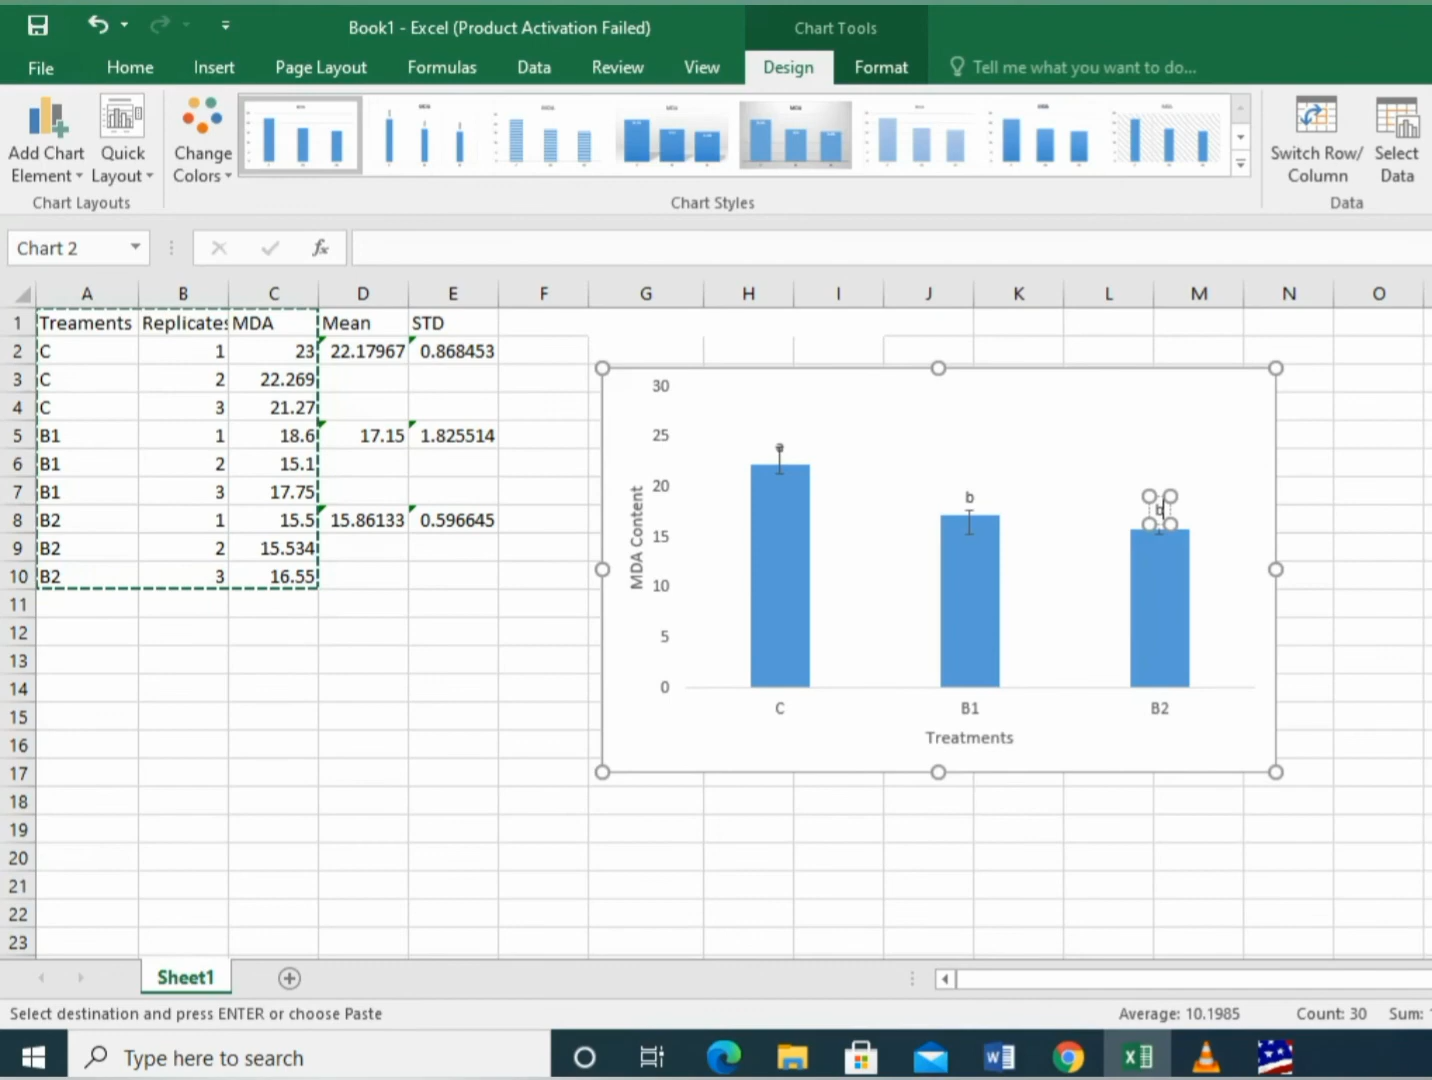 Book1 - Excel (Product Activation Failed)
Chart Tools
File Home Insert Page Layout Formulas Data Review View Design Format Tell me what you want to do...
Add Chart Element
Quick Layout
Change Colors
Switch Row/ Column
Select Data
Chart Layouts
Chart Styles
Data
Chart 2
fx
A B C D E F G H I J K L M N O
1 Treaments Replicates MDA Mean STD
2 C 1 23 22.17967 0.868453
3 C 2 22.269
4 C 3 21.27
5 B1 1 18.6 17.15 1.825514
6 B1 2 15.1
7 B1 3 17.75
8 B2 1 15.5 15.86133 0.596645
9 B2 2 15.534
10 B2 3 16.55
11
12
13
14
15
16
17
18
19
20
21
22
23
30
25
20
15
10
5
0
MDA Content
a
b
b
C B1 B2
Treatments
Sheet1
Select destination and press ENTER or choose Paste
Average: 10.1985 Count: 30 Sum:
Type here to search